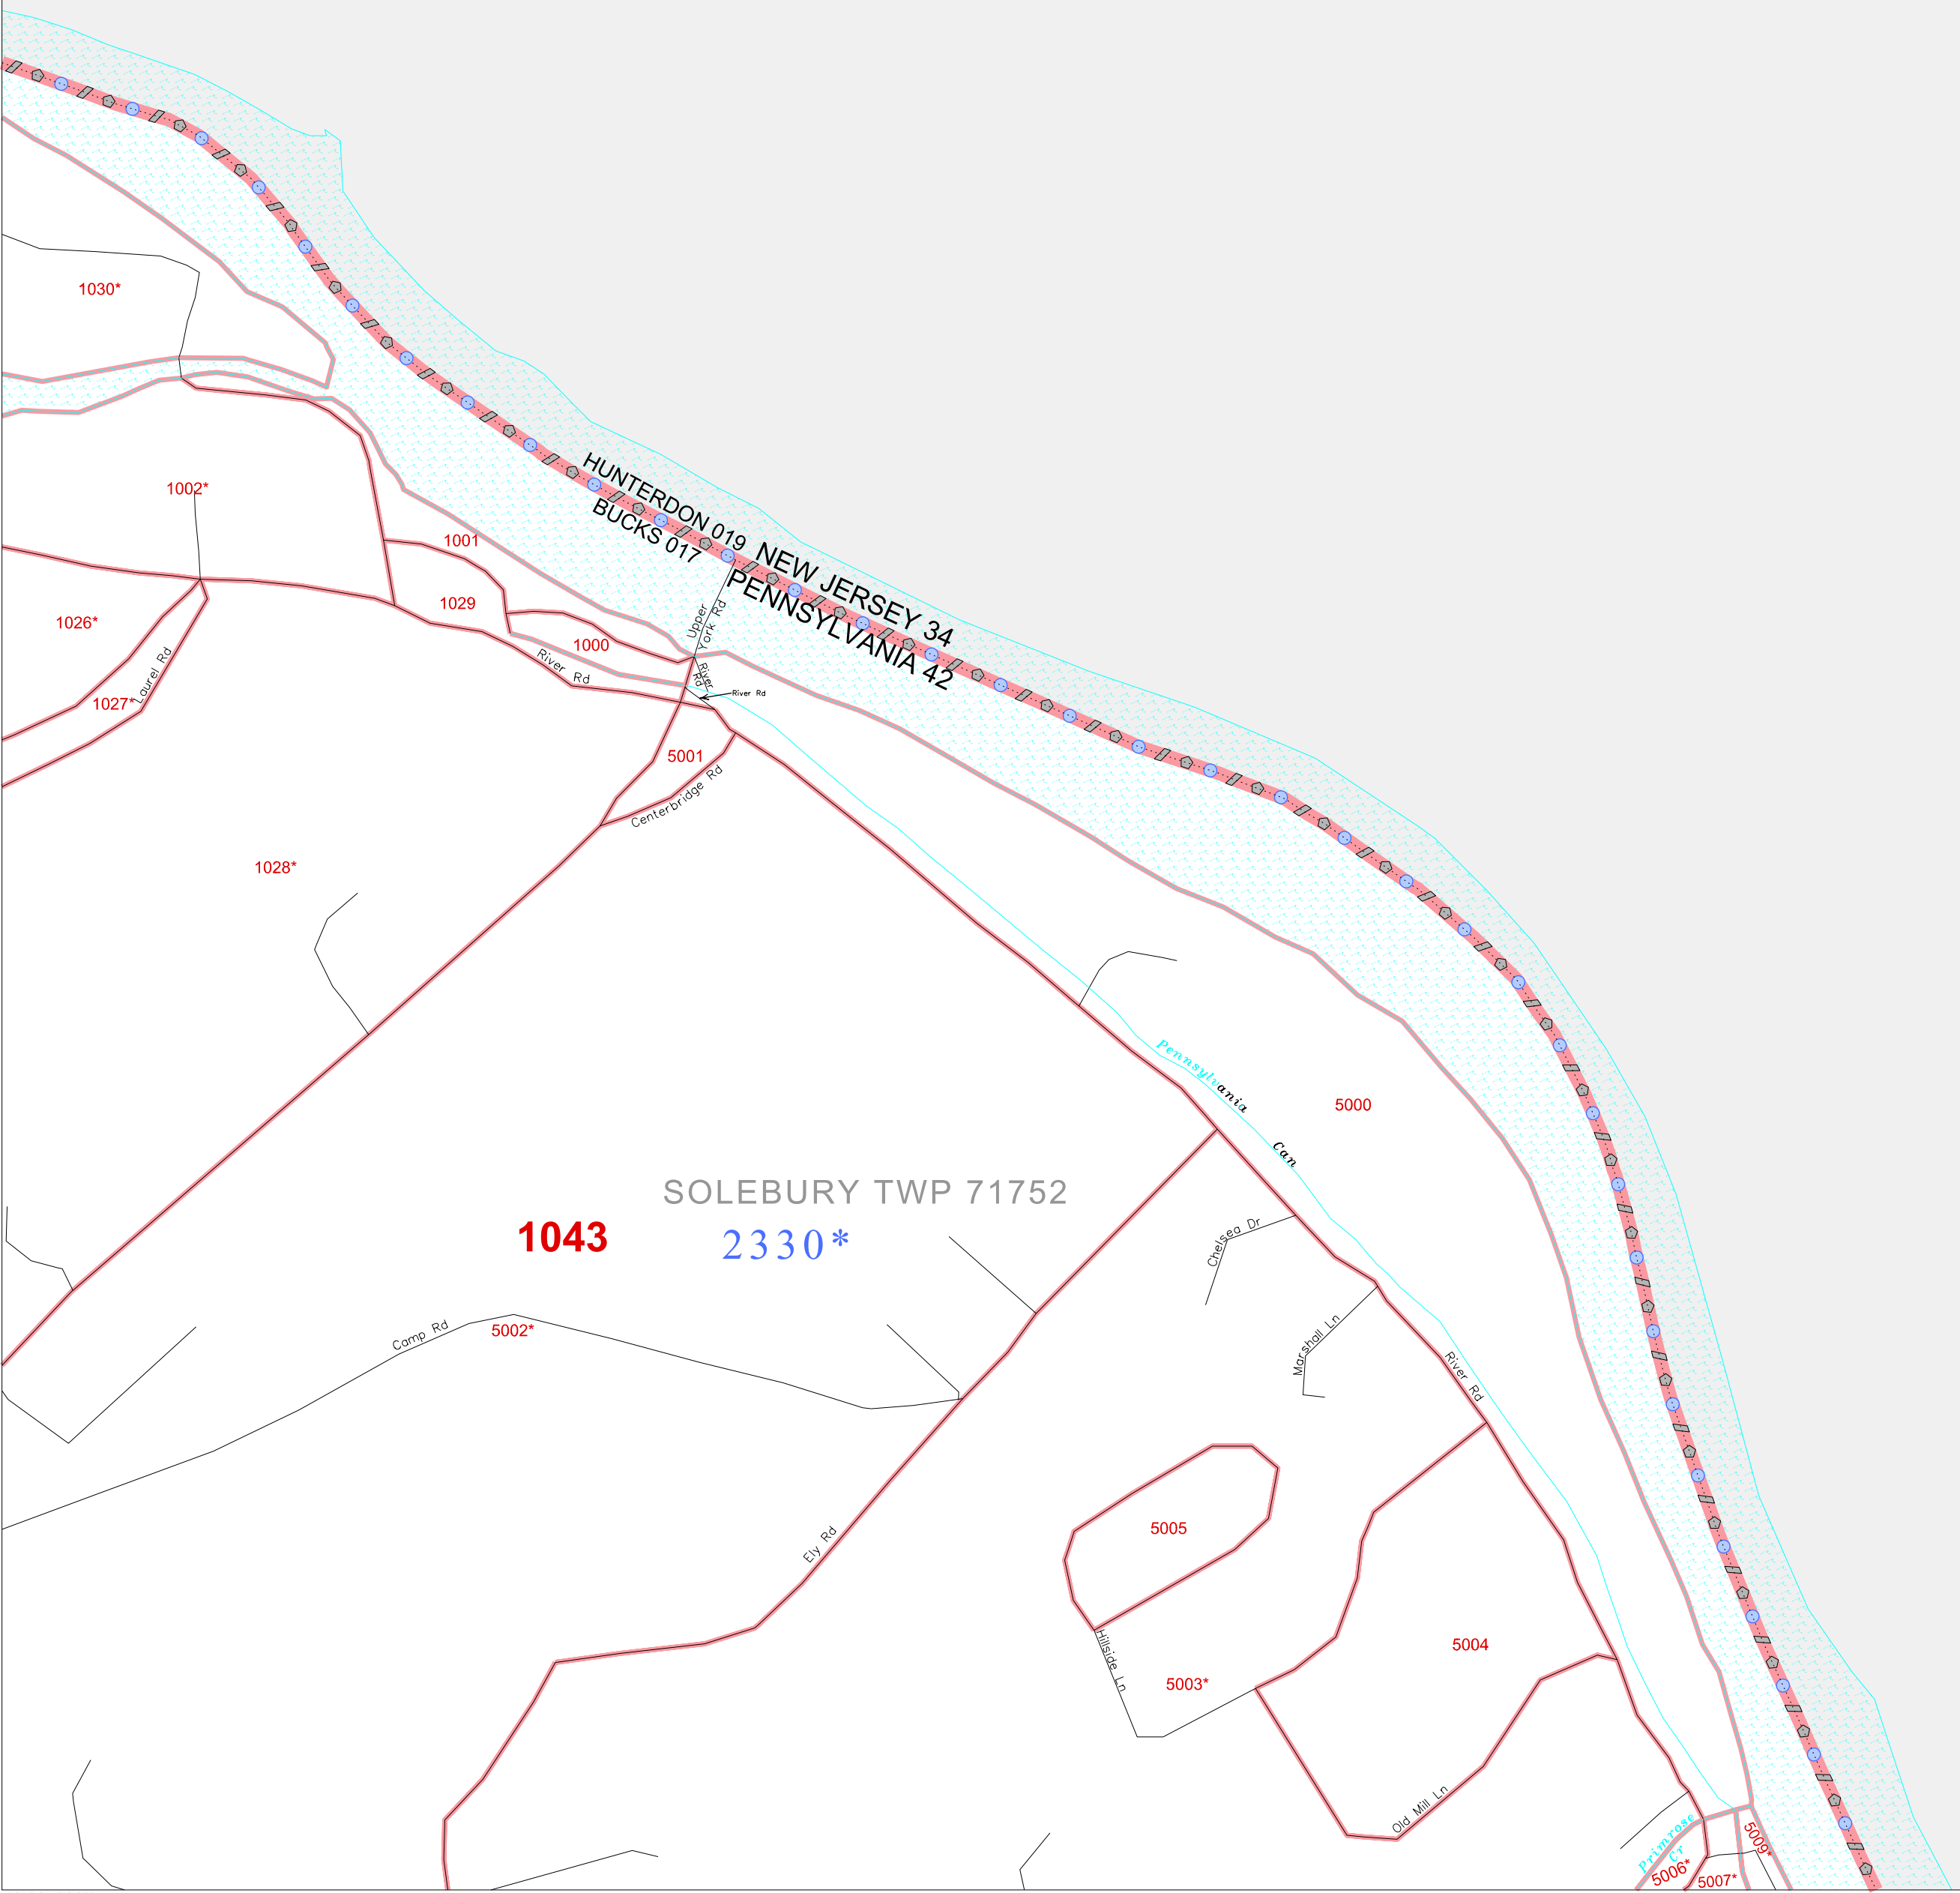 1030*
1002*
HUNTERDON 019
BUCKS 017
NEW JERSEY 34
PENNSYLVANIA 42
1001
1029
1000
Upper
York Rd
River
Rd
River Rd
River
Rd
1026*
1027*
Laurel Rd
5001
Centerbridge Rd
1028*
Pennsylvania
Can
5000
SOLEBURY TWP 71752
1043
2330*
Chelsea Dr
Marshall Ln
River Rd
Camp Rd
5002*
Ely Rd
5005
Hillside Ln
5003*
5004
Old Mill Ln
Primrose
Cr
5006*
5007*
5009*